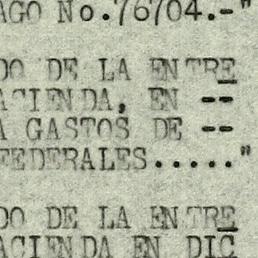 AGO No.76704.-"
DO DE LA ENTRE
ACIENDA, EN --
A GASTOS DE --
FEDERALES....."
DO DE LA ENTRE
ACIENDA EN DIC